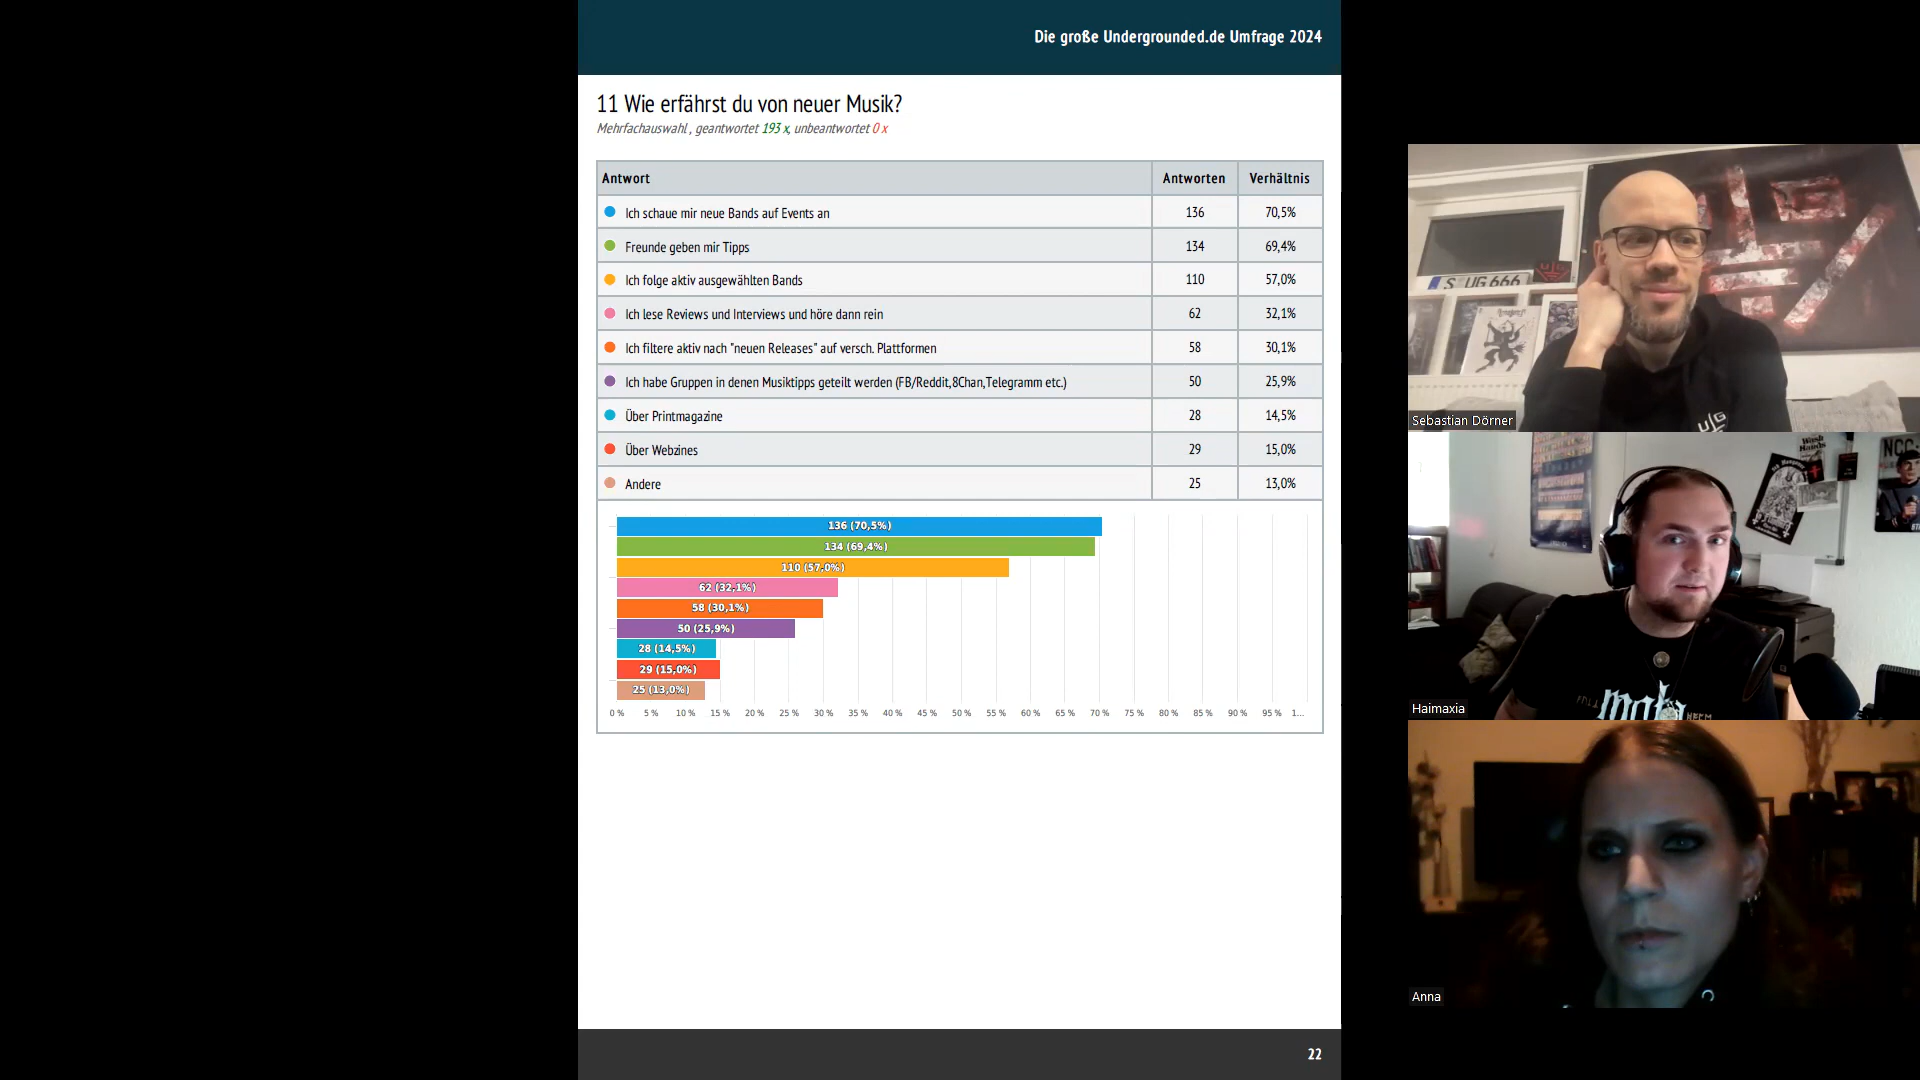 Die große Undergrounded.de Umfrage 2024
11 Wie erfährst du von neuer Musik?
Mehrfachauswahl , geantwortet 193 x, unbeantwortet 0 x
Antwort Antworten Verhältnis
Ich schaue mir neue Bands auf Events an 136 70,5%
Freunde geben mir Tipps 134 69,4%
Ich folge aktiv ausgewählten Bands 110 57,0%
Ich lese Reviews und Interviews und höre dann rein 62 32,1%
Ich filtere aktiv nach "neuen Releases" auf versch. Plattformen 58 30,1%
Ich habe Gruppen in denen Musiktipps geteilt werden (FB/Reddit,8Chan,Telegramm etc.) 50 25,9%
Über Printmagazine 28 14,5%
Über Webzines 29 15,0%
Andere 25 13,0%
136 (70,5%)
134 (69,4%)
110 (57,0%)
62 (32,1%)
58 (30,1%)
50 (25,9%)
28 (14,5%)
29 (15,0%)
25 (13,0%)
0 % 5 % 10 % 15 % 20 % 25 % 30 % 35 % 40 % 45 % 50 % 55 % 60 % 65 % 70 % 75 % 80 % 85 % 90 % 95 % 1...
22
S UG 666
UG
Sebastian Dörner
NCC-
Haimaxia
Anna